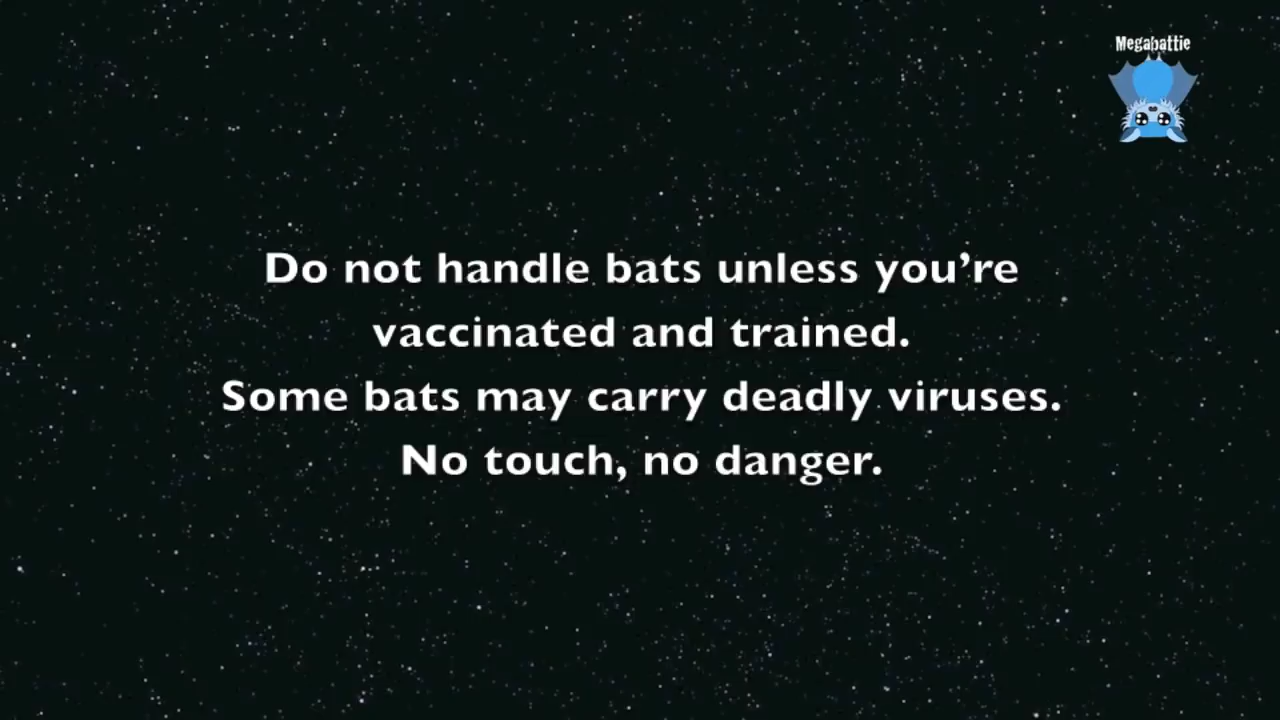 Megabattie
Do not handle bats unless you’re
vaccinated and trained.
Some bats may carry deadly viruses.
No touch, no danger.